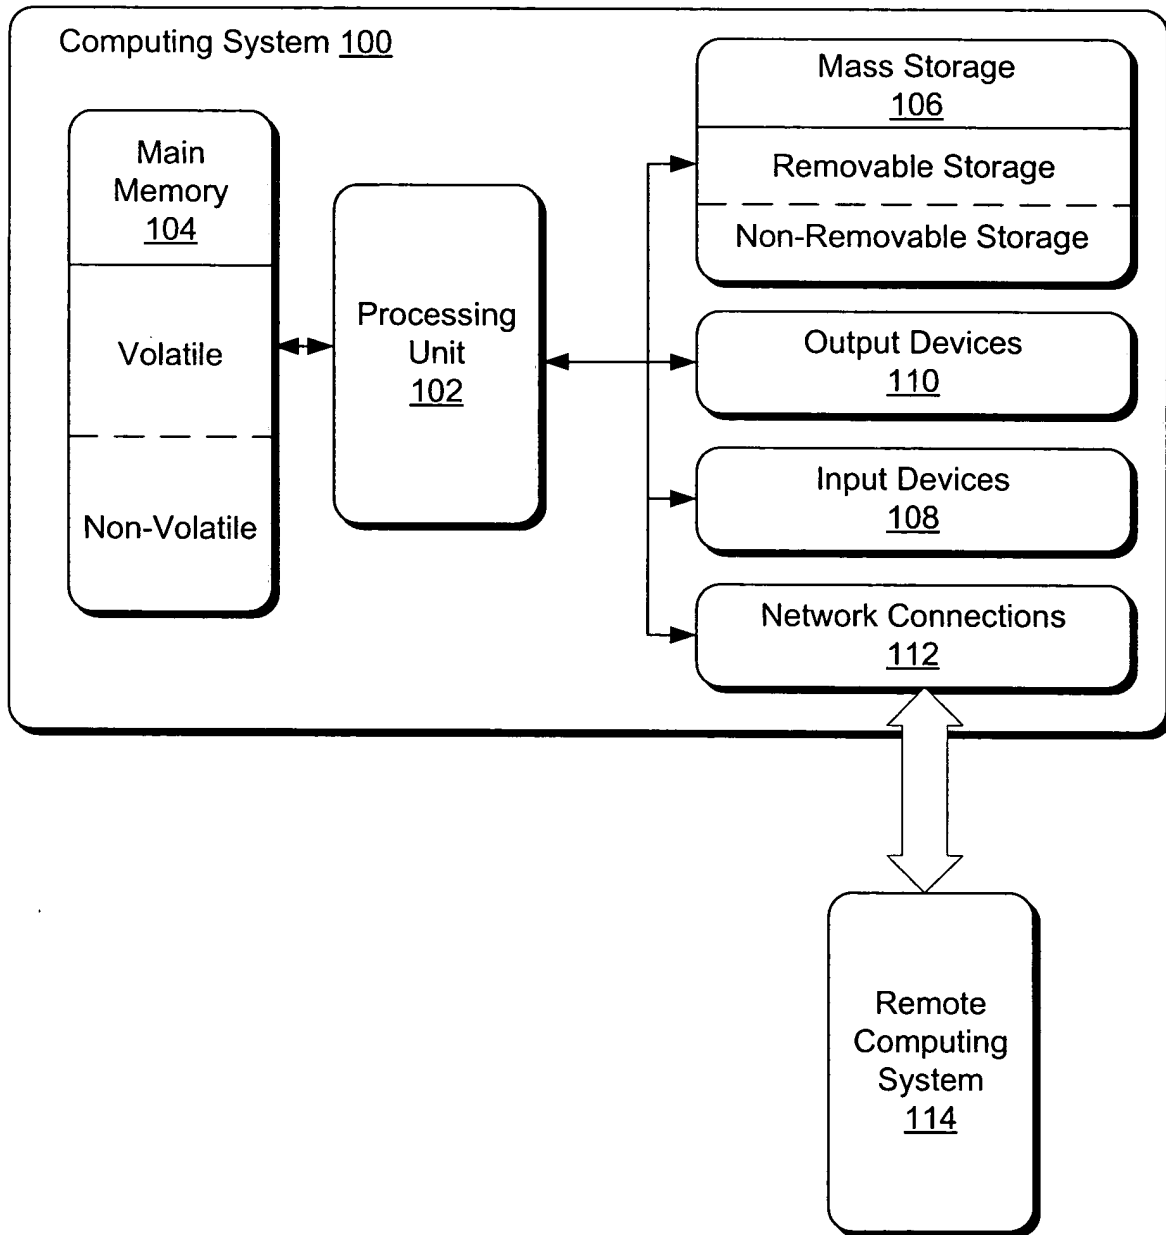 Computing System 100
Main
Memory
104
Volatile
Non-Volatile
Processing
Unit
102
Mass Storage
106
Removable Storage
Non-Removable Storage
Output Devices
110
Input Devices
108
Network Connections
112
Remote
Computing
System
114